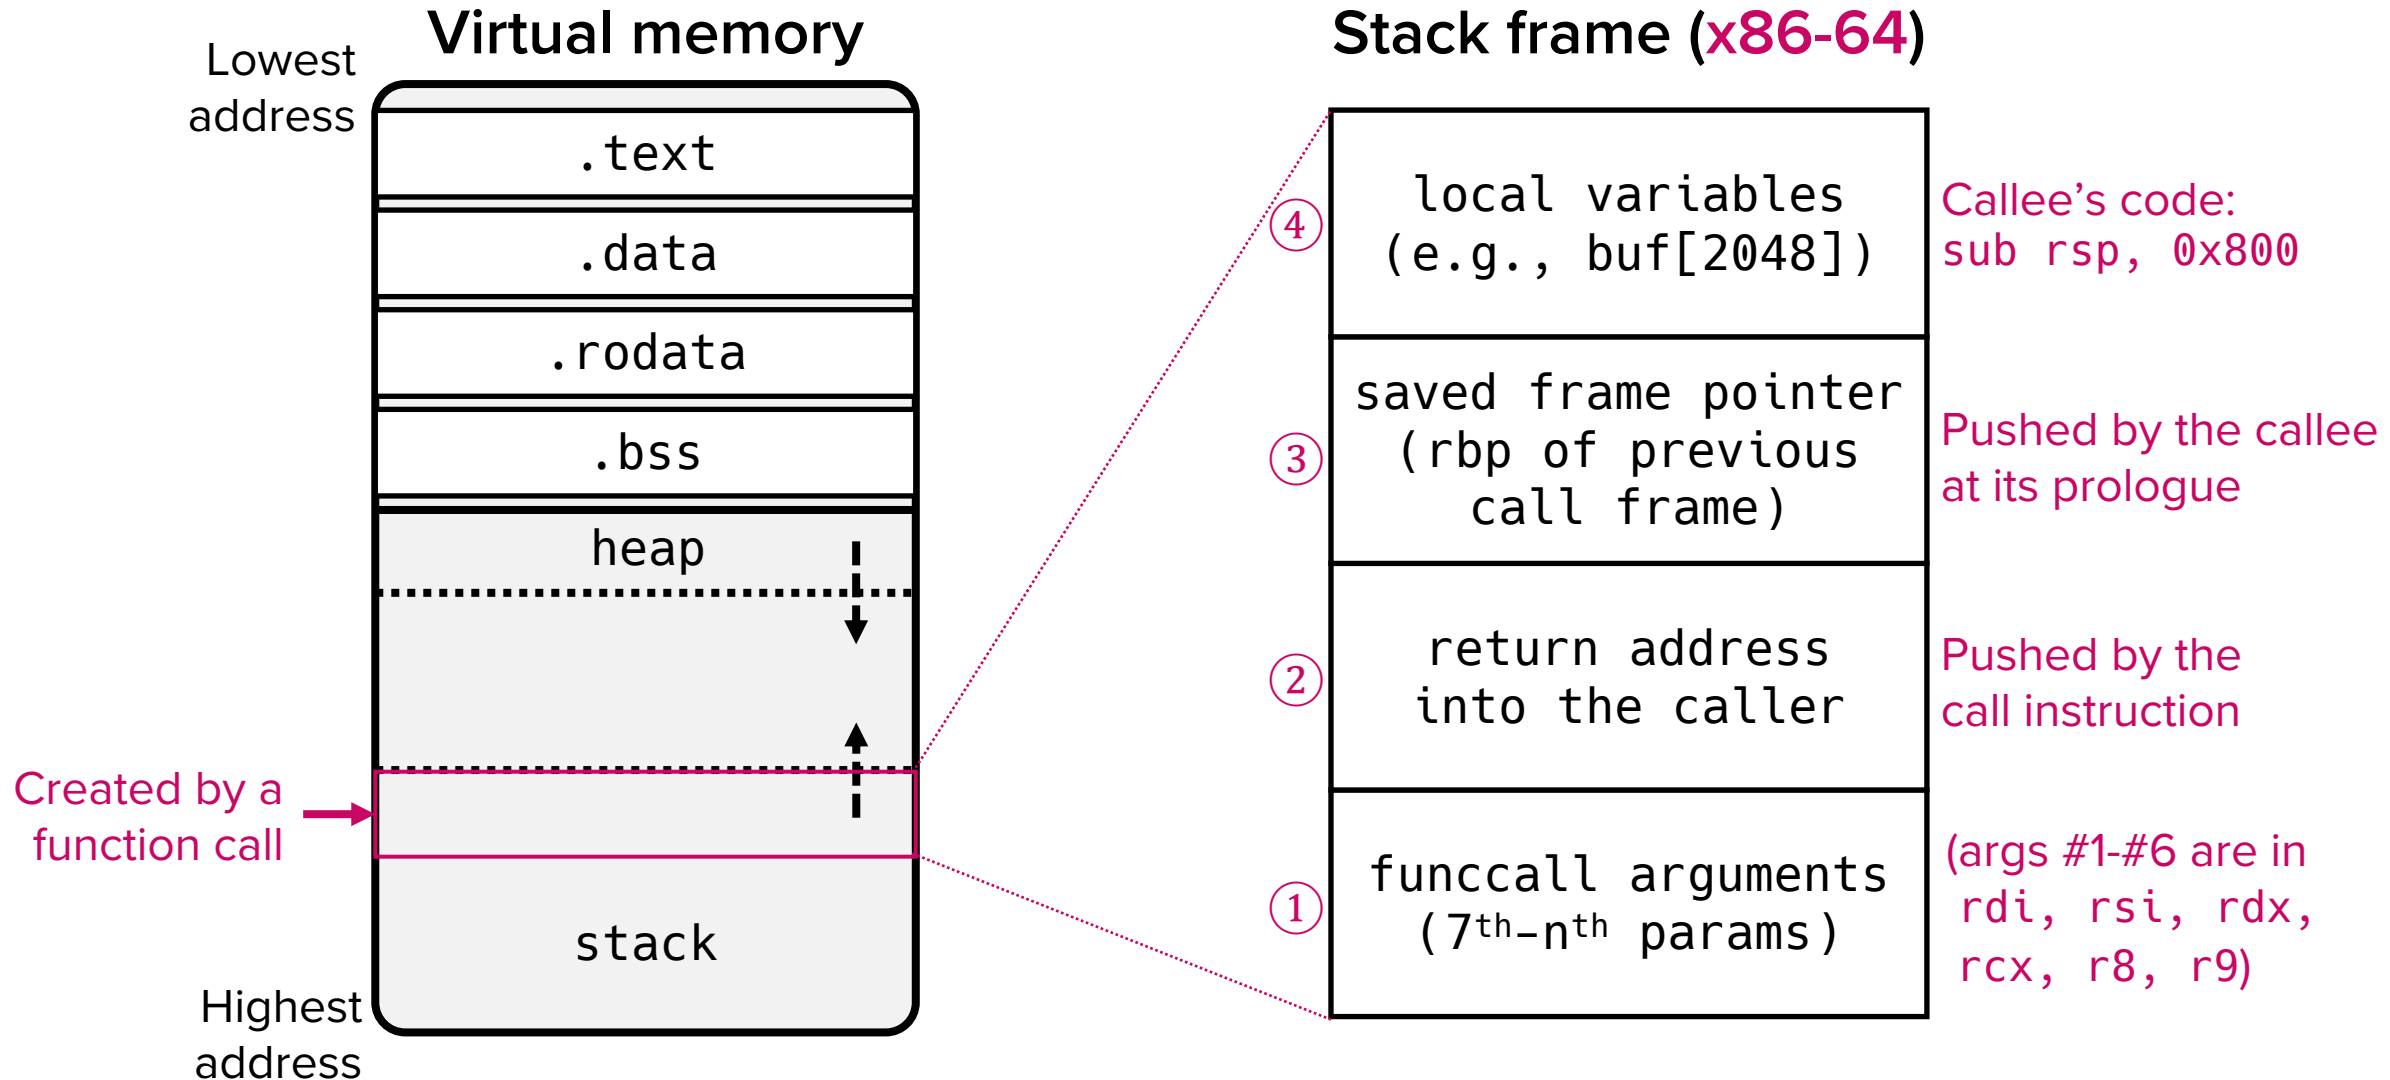 Virtual memory
Lowest
address
.text
.data
.rodata
.bss
heap
Created by a
function call
stack
Highest
address
Stack frame (x86-64)
④
local variables
(e.g., buf[2048])
Callee’s code:
sub rsp, 0x800
③
saved frame pointer
(rbp of previous
call frame)
Pushed by the callee
at its prologue
②
return address
into the caller
Pushed by the
call instruction
①
funccall arguments
(7th–nth params)
(args #1-#6 are in
rdi, rsi, rdx,
rcx, r8, r9)